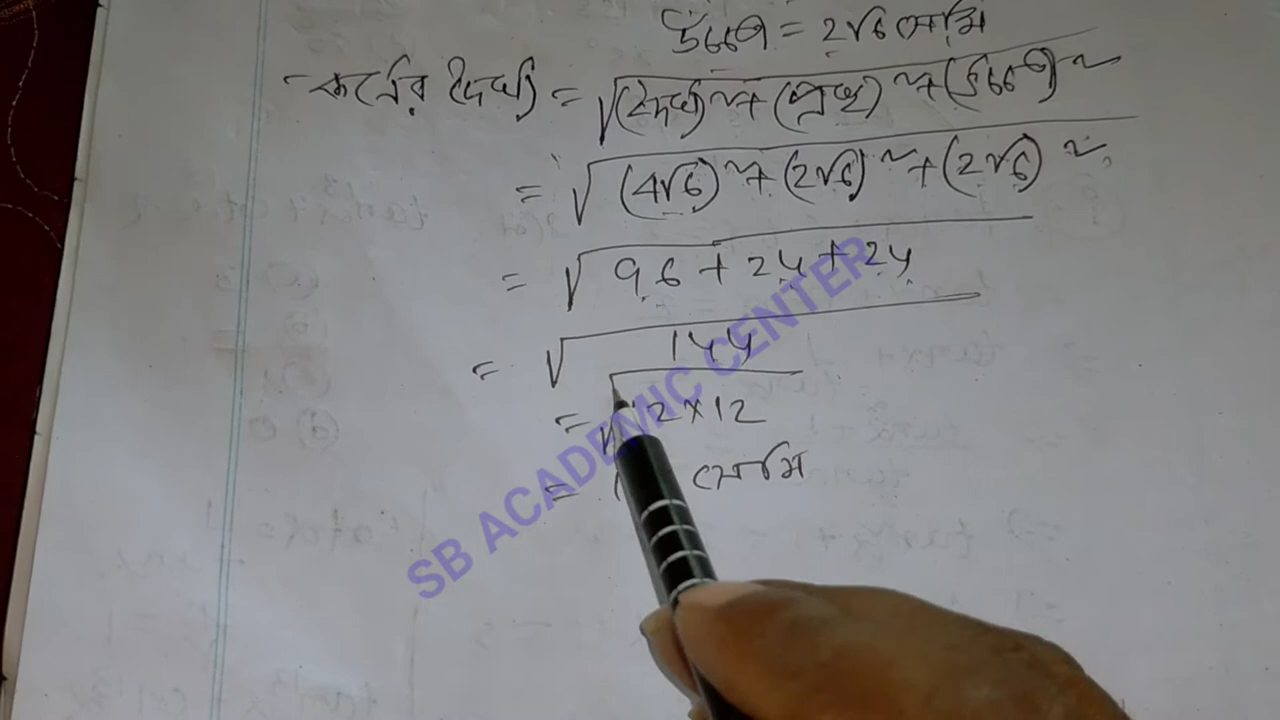 উচ্চতা = 2√6 সেমি
কর্ণের দৈর্ঘ্য = √(দৈর্ঘ্য)² + (প্রস্থ)² + (উচ্চতা)²
= √(4√6)² + (2√6)² + (2√6)²
= √96 + 24 + 24
= √144
= √12 × 12
= সেমি
SB ACADEMIC CENTER